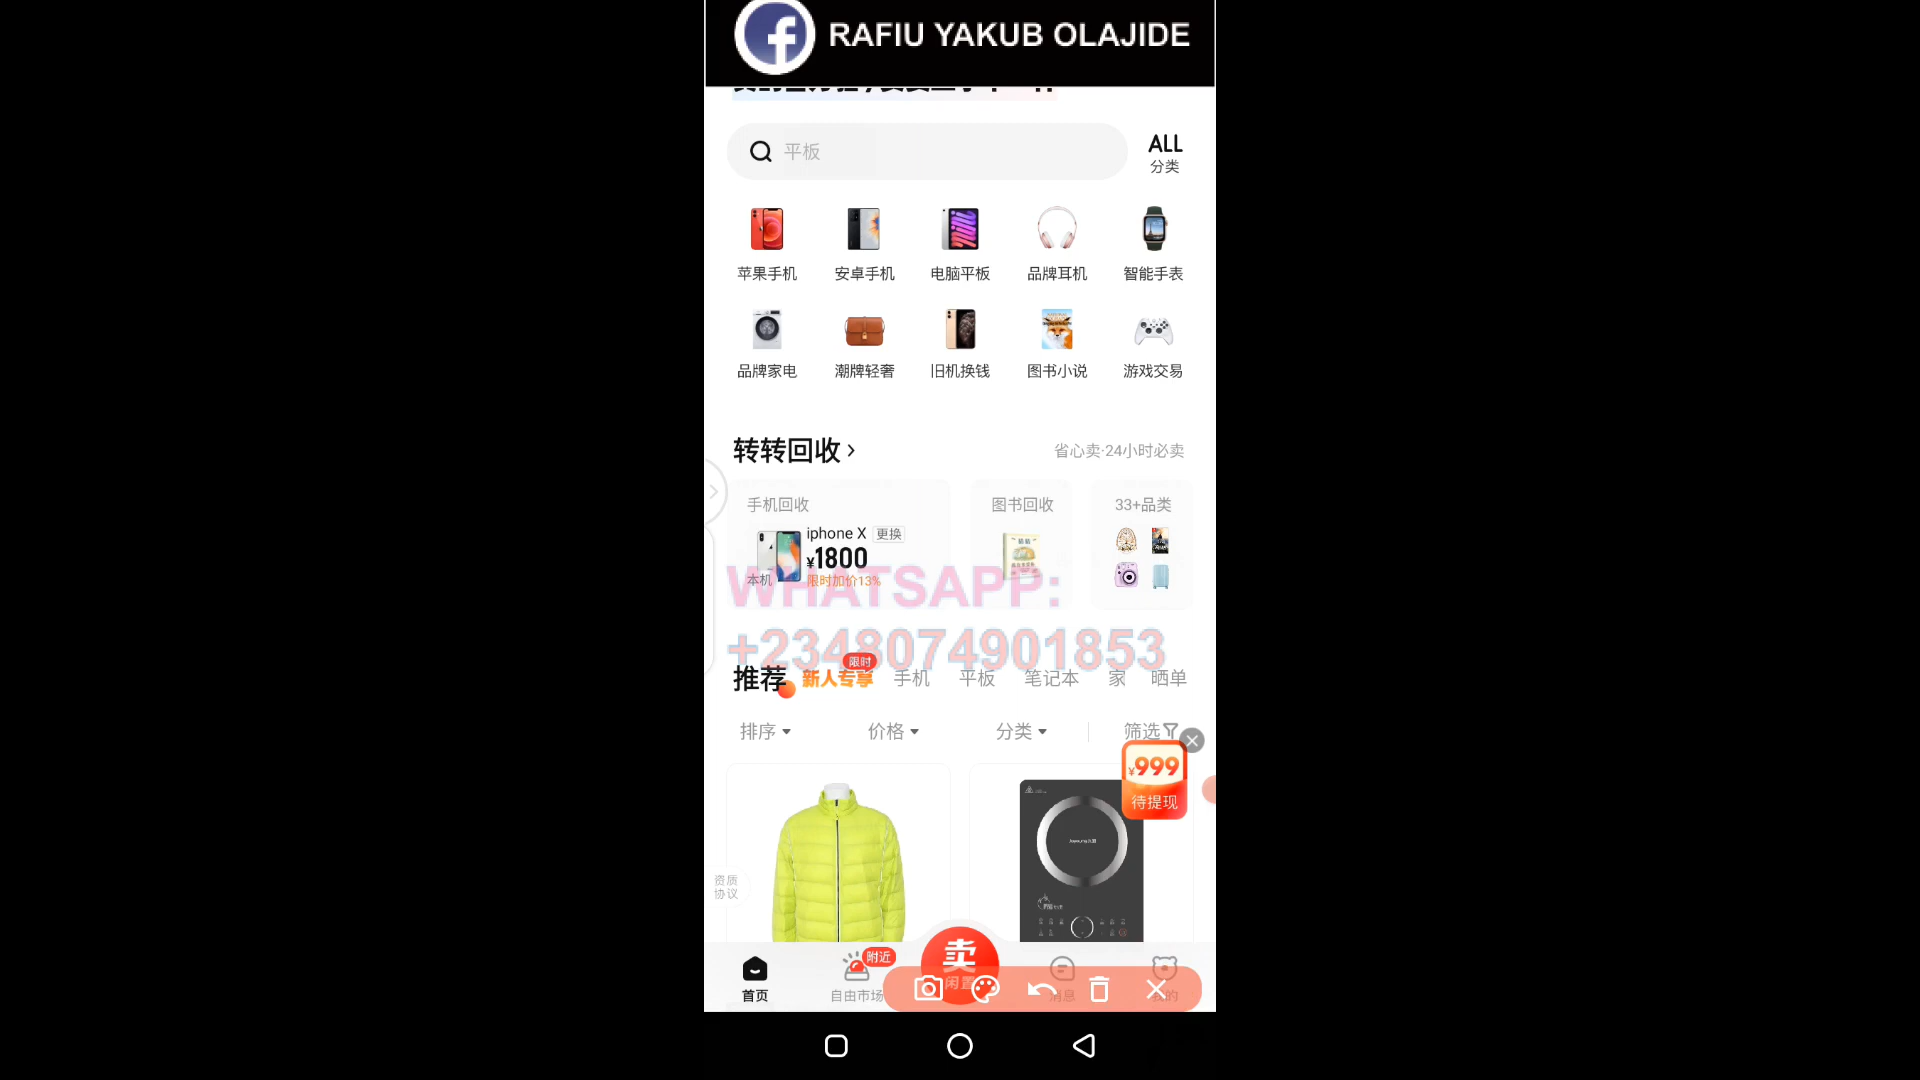 RAFIU YAKUB OLAJIDE
平板
ALL
分类
苹果手机 安卓手机 电脑平板 品牌耳机 智能手表
品牌家电 潮牌轻奢 旧机换钱 图书小说 游戏交易
转转回收
省心卖·24小时必卖
手机回收 图书回收 33+品类
iphone X 更换
¥1800
本机 限时加价13%
WHATSAPP:
+2348074901853
限时
推荐 新人专享 手机 平板 笔记本 家 晒单
排序 价格 分类 筛选
¥999
待提现
资质
协议
卖
闲置
附近
首页 自由市场 消息 我的